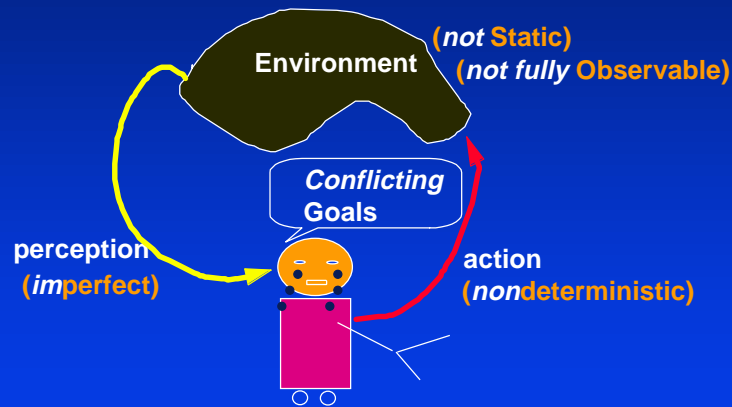 Environment
(not Static)
(not fully Observable)
Conflicting
Goals
perception
(imperfect)
action
(nondeterministic)